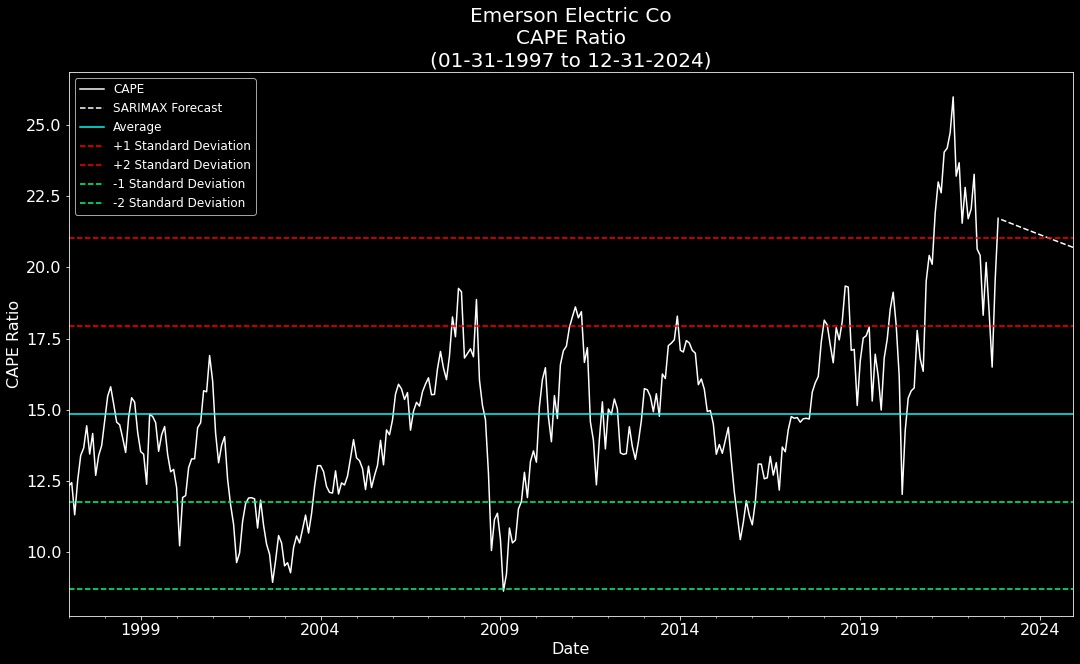 Emerson Electric Co
CAPE Ratio
(01-31-1997 to 12-31-2024)
CAPE
SARIMAX Forecast
Average
+1 Standard Deviation
+2 Standard Deviation
-1 Standard Deviation
-2 Standard Deviation
CAPE Ratio
25.0
22.5
20.0
17.5
15.0
12.5
10.0
1999
2004
2009
2014
2019
2024
Date